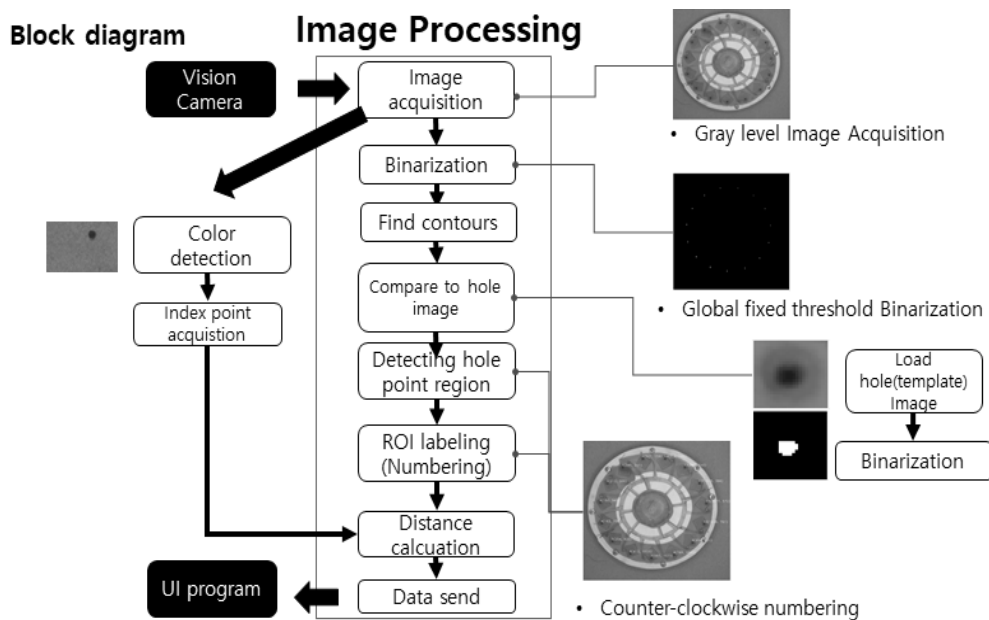 Block diagram
Image Processing
Vision
Camera
Image
acquisition
• Gray level Image Acquisition
Binarization
Find contours
Color
detection
Compare to hole
image
• Global fixed threshold Binarization
Index point
acquistion
Detecting hole
point region
Load
hole(template)
Image
Binarization
ROI labeling
(Numbering)
Distance
calcuation
UI program
Data send
• Counter-clockwise numbering